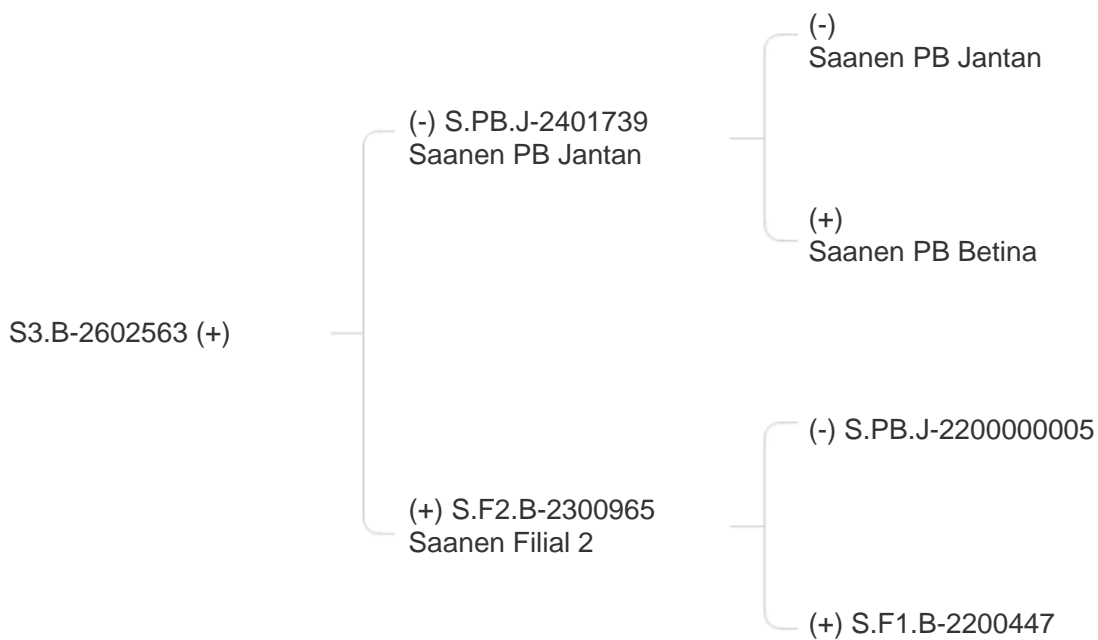 (-)
Saanen PB Jantan
(-) S.PB.J-2401739
Saanen PB Jantan
(+)
Saanen PB Betina
S3.B-2602563 (+)
(-) S.PB.J-2200000005
(+) S.F2.B-2300965
Saanen Filial 2
(+) S.F1.B-2200447